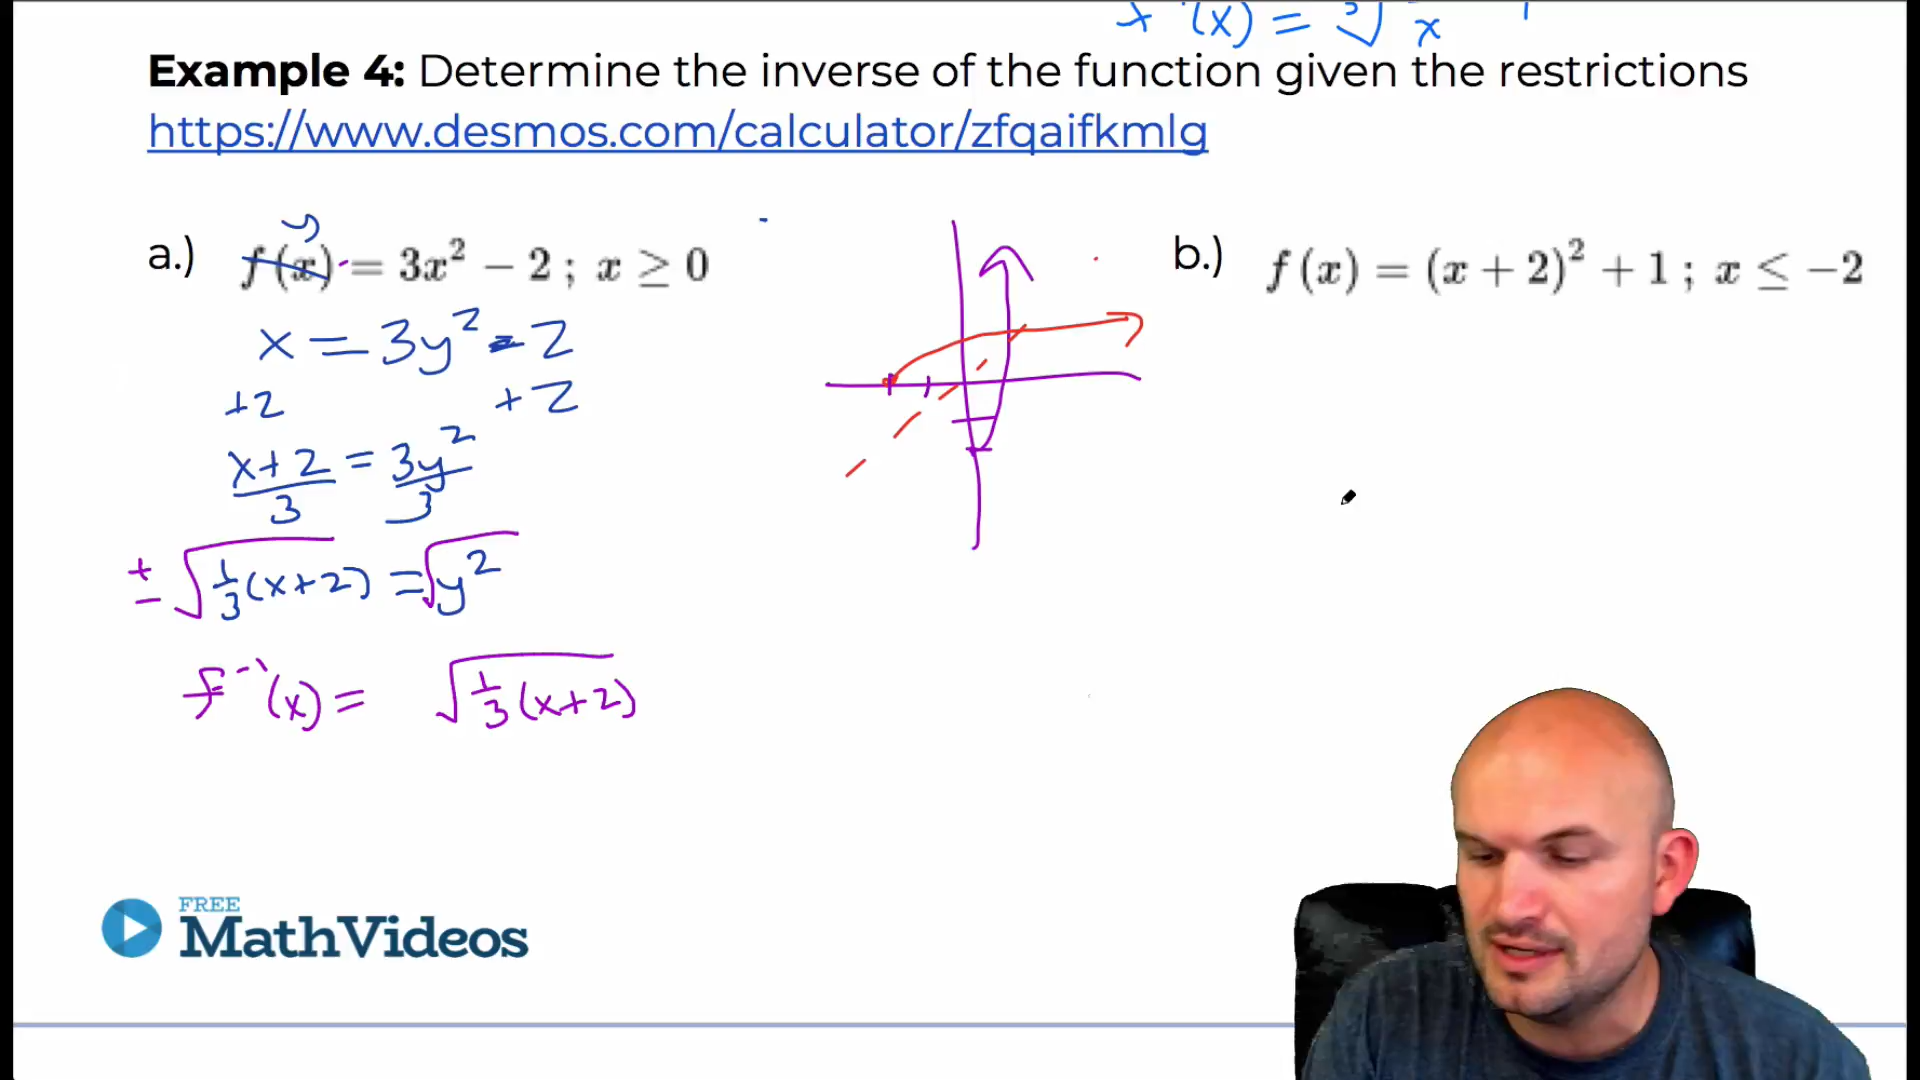 f⁻¹(x) = ∛x
Example 4: Determine the inverse of the function given the restrictions
https://www.desmos.com/calculator/zfqaifkmlg
a.) f(x) = 3x² − 2 ; x ≥ 0
y
x = 3y² - 2
+2 +2
x+2/3 = 3y²/3
±√(1/3(x+2)) = √y²
f⁻¹(x) = √(1/3(x+2))
b.) f(x) = (x + 2)² + 1 ; x ≤ −2
FREE
MathVideos